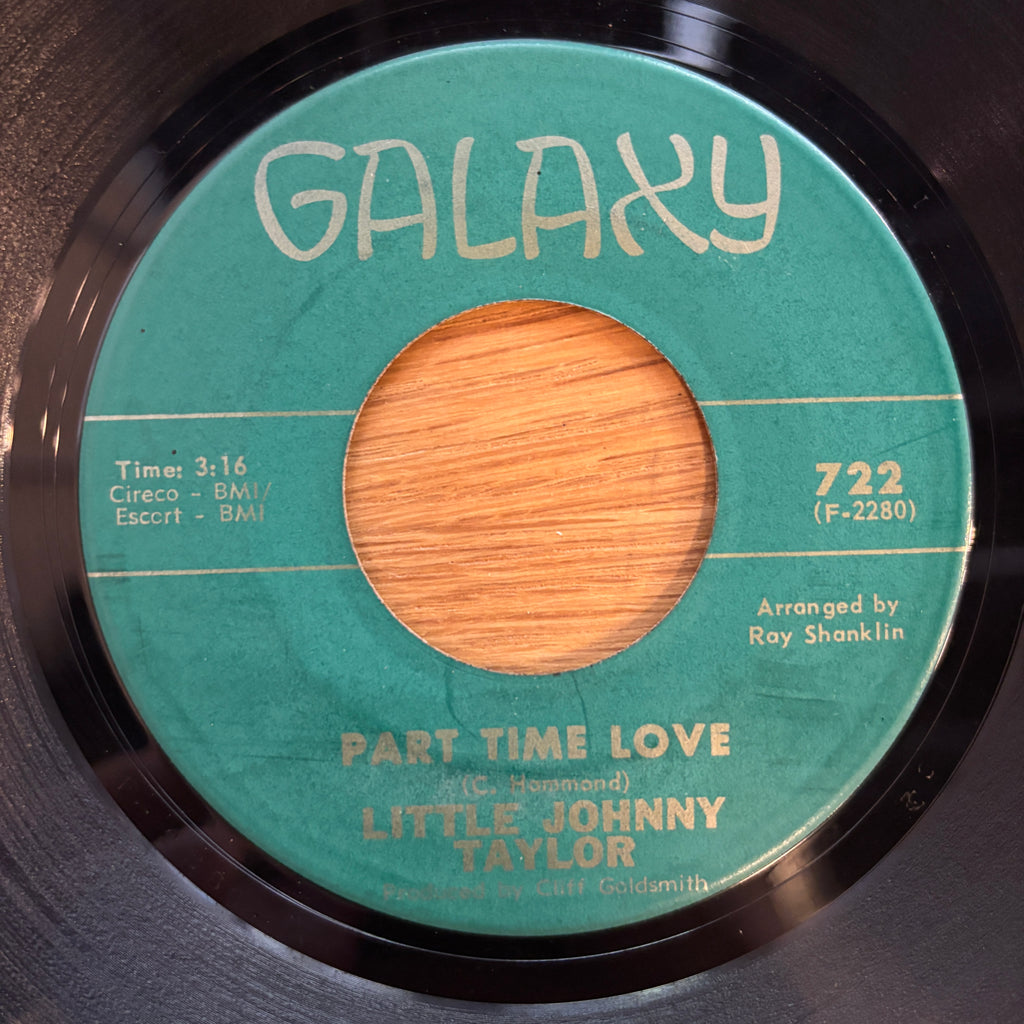 GALAXY
Time: 3:16
Cireco - BMI/
Escort - BMI
722
(F-2280)
Arranged by
Ray Shanklin
PART TIME LOVE
(C. Hammond)
LITTLE JOHNNY
TAYLOR
Produced by Cliff Goldsmith